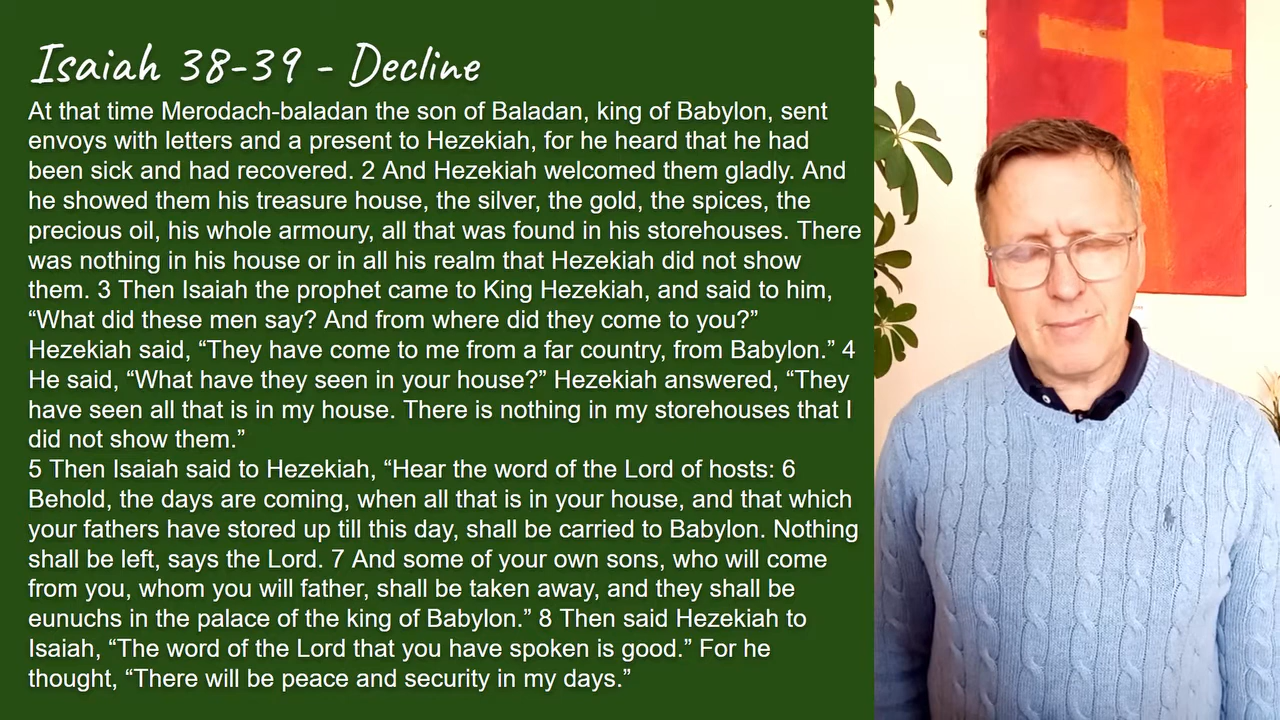 Isaiah 38-39 - Decline
At that time Merodach-baladan the son of Baladan, king of Babylon, sent
envoys with letters and a present to Hezekiah, for he heard that he had
been sick and had recovered. 2 And Hezekiah welcomed them gladly. And
he showed them his treasure house, the silver, the gold, the spices, the
precious oil, his whole armoury, all that was found in his storehouses. There
was nothing in his house or in all his realm that Hezekiah did not show
them. 3 Then Isaiah the prophet came to King Hezekiah, and said to him,
“What did these men say? And from where did they come to you?”
Hezekiah said, “They have come to me from a far country, from Babylon.” 4
He said, “What have they seen in your house?” Hezekiah answered, “They
have seen all that is in my house. There is nothing in my storehouses that I
did not show them.”
5 Then Isaiah said to Hezekiah, “Hear the word of the Lord of hosts: 6
Behold, the days are coming, when all that is in your house, and that which
your fathers have stored up till this day, shall be carried to Babylon. Nothing
shall be left, says the Lord. 7 And some of your own sons, who will come
from you, whom you will father, shall be taken away, and they shall be
eunuchs in the palace of the king of Babylon.” 8 Then said Hezekiah to
Isaiah, “The word of the Lord that you have spoken is good.” For he
thought, “There will be peace and security in my days.”